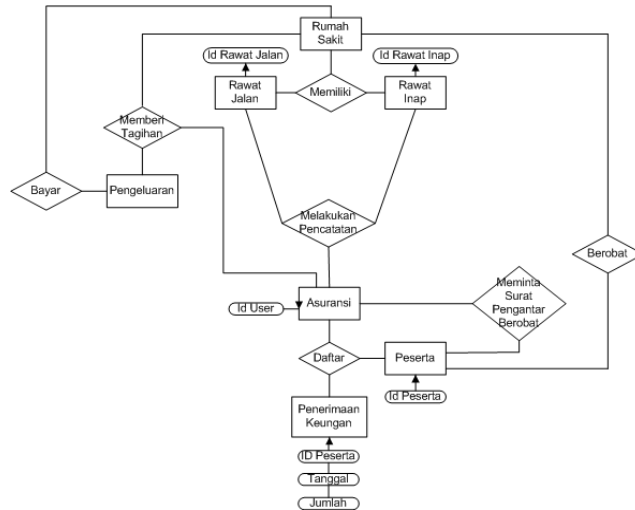 Rumah
Sakit
Id Rawat Jalan
Id Rawat Inap
Rawat
Jalan
Memiliki
Rawat
Inap
Memberi
Tagihan
Bayar
Pengeluaran
Melakukan
Pencatatan
Berobat
Meminta
Surat
Pengantar
Berobat
Id User
Asuransi
Daftar
Peserta
Id Peserta
Penerimaan
Keungan
ID Peserta
Tanggal
Jumlah